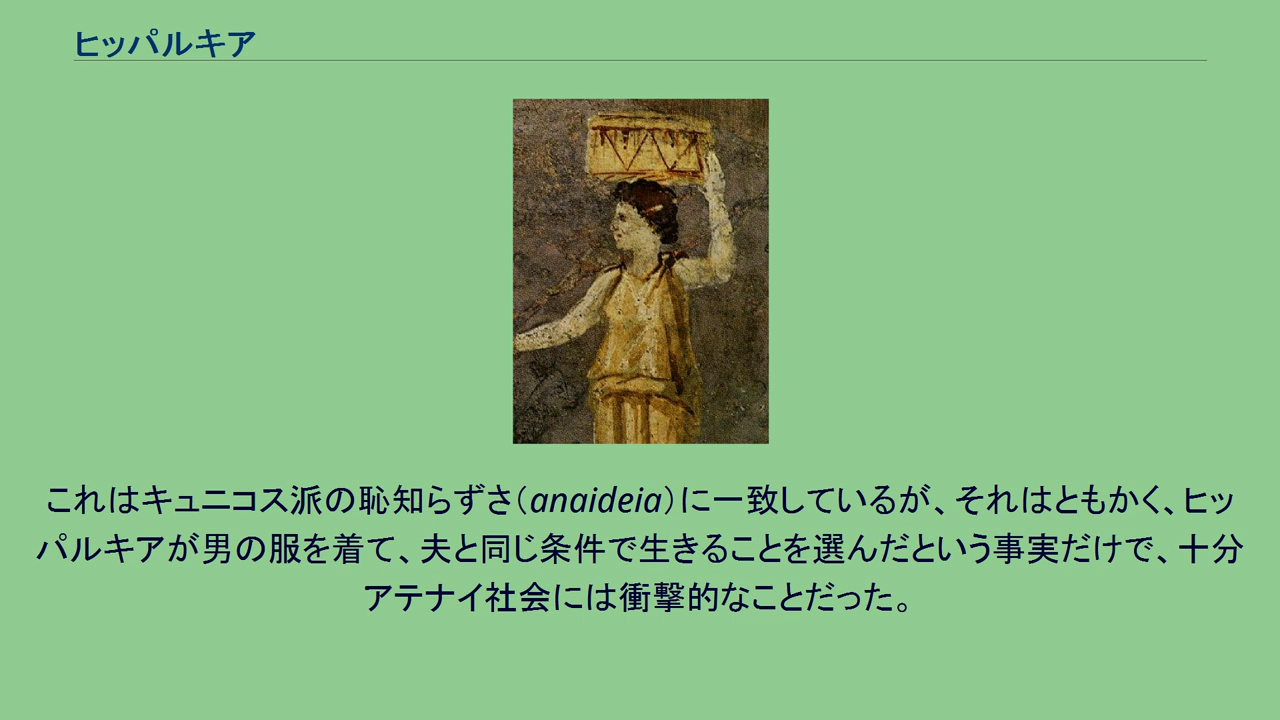 ヒッパルキア
これはキュニコス派の恥知らずさ（anaideia）に一致しているが、それはともかく、ヒッ
パルキアが男の服を着て、夫と同じ条件で生きることを選んだという事実だけで、十分
アテナイ社会には衝撃的なことだった。